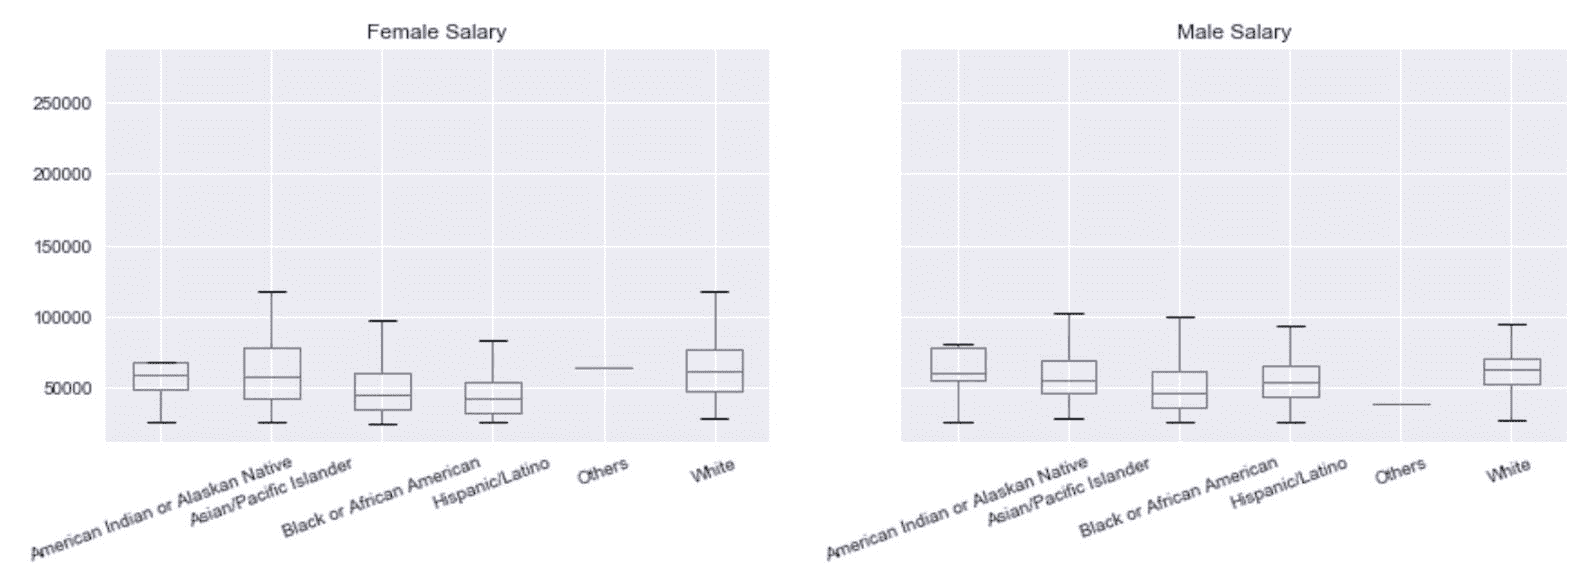 Female Salary
Male Salary
250000
200000
150000
100000
50000
American Indian or Alaskan Native
Asian/Pacific Islander
Black or African American
Hispanic/Latino
Others
White
American Indian or Alaskan Native
Asian/Pacific Islander
Black or African American
Hispanic/Latino
Others
White